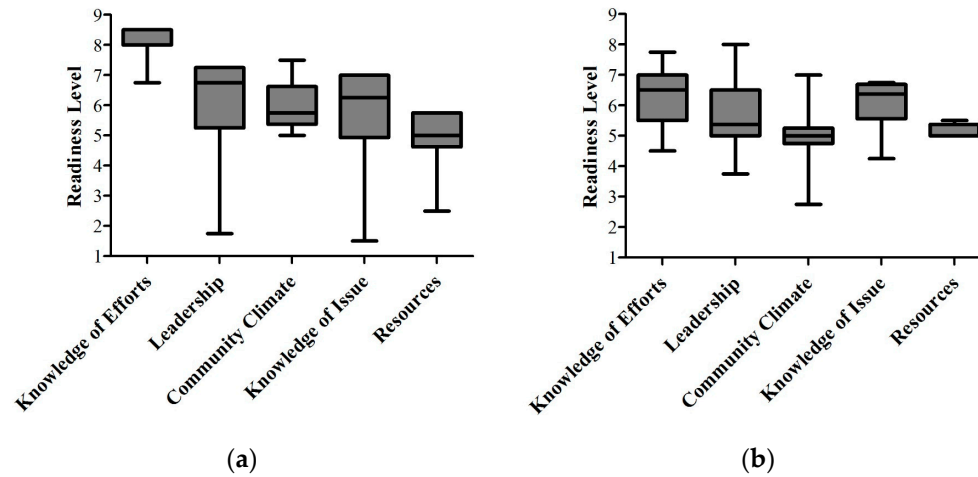 9
8
7
6
5
4
3
2
1
Readiness Level
Knowledge of Efforts
Leadership
Community Climate
Knowledge of Issue
Resources
(a)
9
8
7
6
5
4
3
2
1
Readiness Level
Knowledge of Efforts
Leadership
Community Climate
Knowledge of Issue
Resources
(b)